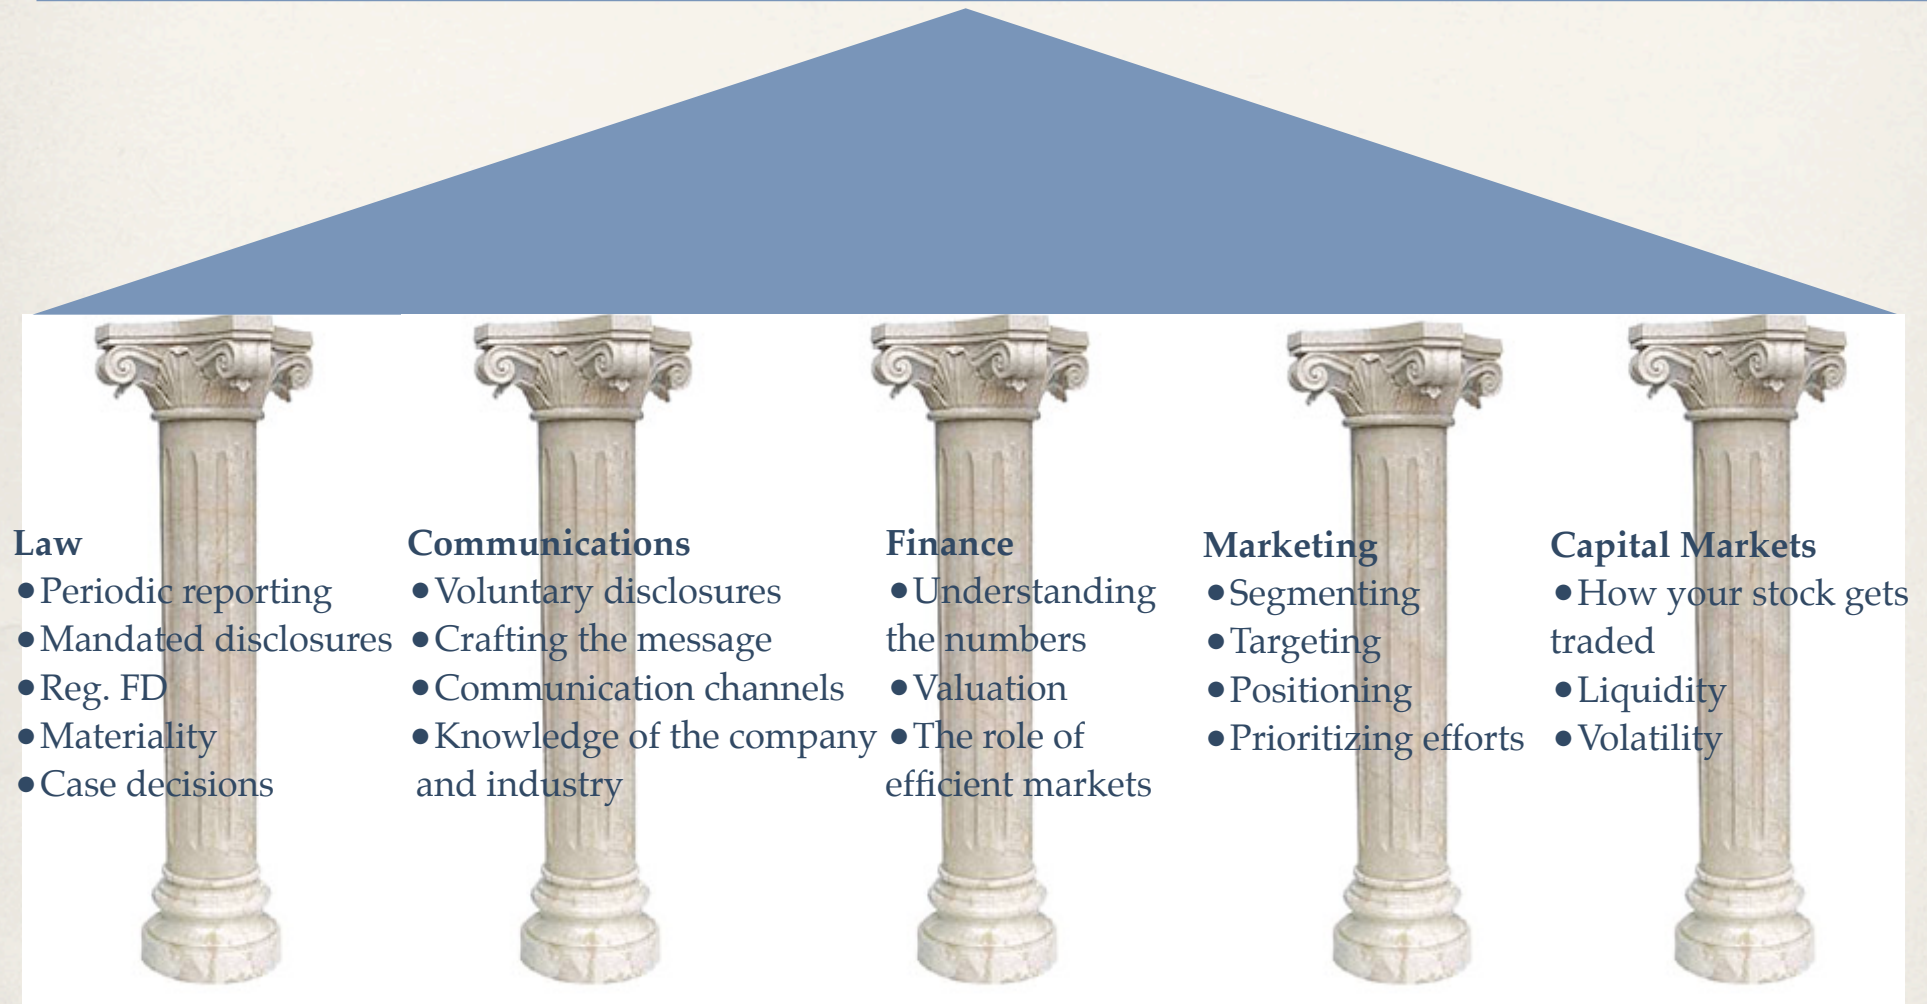 Law
•Periodic reporting
•Mandated disclosures
•Reg. FD
•Materiality
•Case decisions
Communications
•Voluntary disclosures
•Crafting the message
•Communication channels
•Knowledge of the company
and industry
Finance
•Understanding
the numbers
•Valuation
•The role of
efficient markets
Marketing
•Segmenting
•Targeting
•Positioning
•Prioritizing efforts
Capital Markets
•How your stock gets
traded
•Liquidity
•Volatility